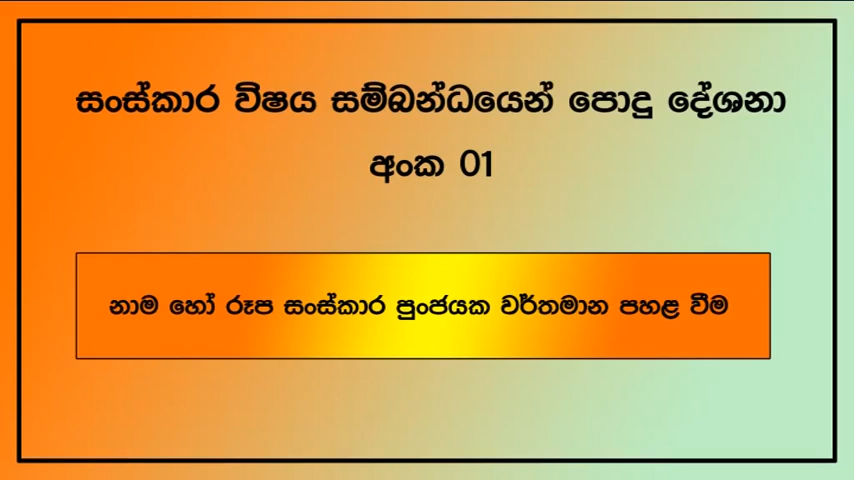 සංස්කාර විෂය සම්බන්ධයෙන් පොදු දේශනා
අංක 01
නාම හෝ රූප සංස්කාර පුංජයක වර්තමාන පහළ වීම